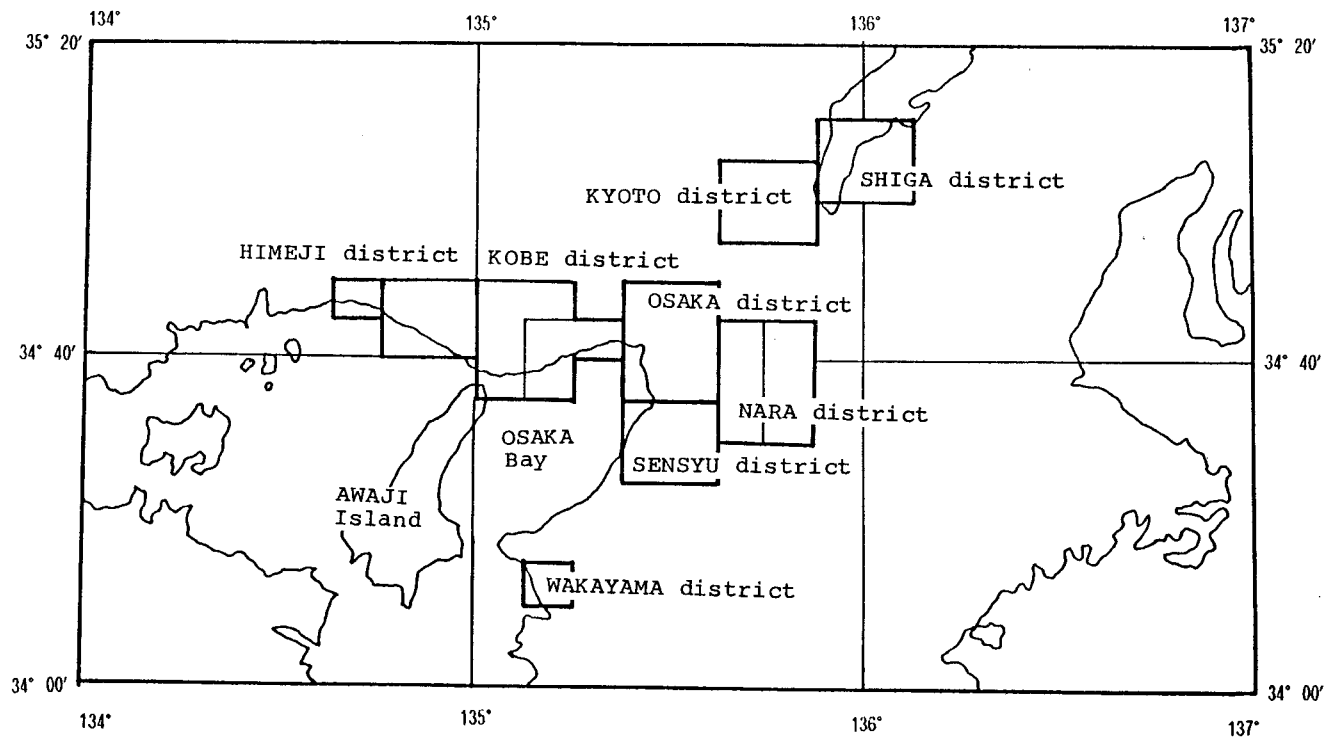 134°
135°
136°
137°
35° 20′
35° 20′
KYOTO district
SHIGA district
HIMEJI district
KOBE district
OSAKA district
34° 40′
34° 40′
NARA district
OSAKA
Bay
SENSYU district
AWAJI
Island
WAKAYAMA district
34° 00′
34° 00′
134°
135°
136°
137°